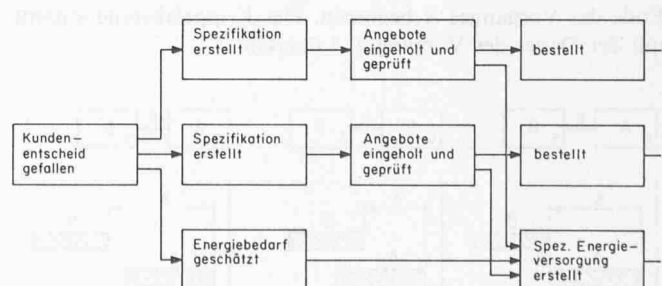 Spezifikation
erstellt
Angebote
eingeholt und
geprüft
bestellt
Kunden—
entscheid
gefallen
Spezifikation
erstellt
Angebote
eingeholt und
geprüft
bestellt
Energiebedarf
geschätzt
Spez. Energie—
versorgung
erstellt